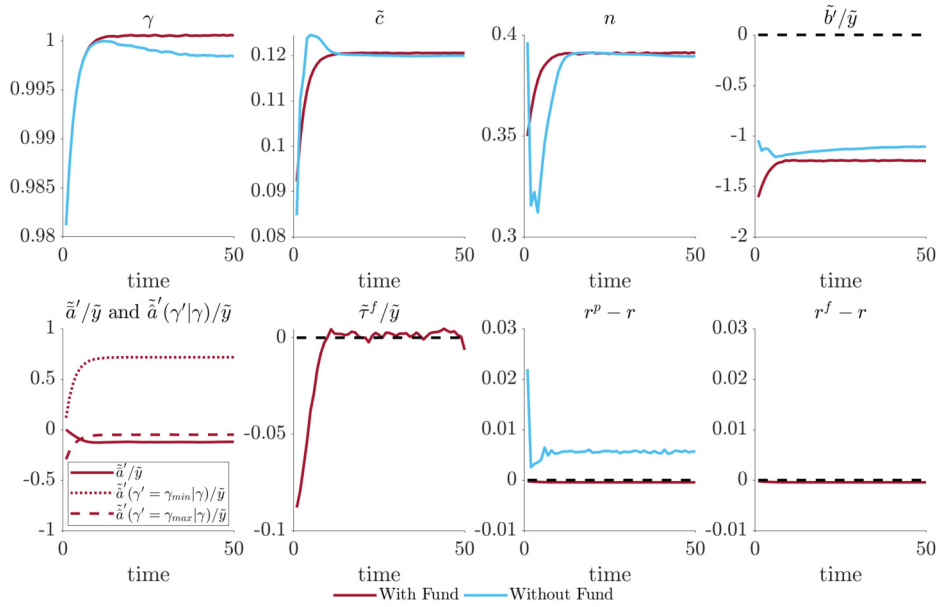 γ
c̃
n
b̃′/ỹ
1
0.995
0.99
0.985
0.98
0
50
time
0.12
0.11
0.1
0.09
0.08
0
50
time
0.4
0.35
0.3
0
50
time
0
-0.5
-1
-1.5
-2
0
50
time
ā̃′/ỹ and ẫ′(γ′|γ)/ỹ
τ̃ᶠ/ỹ
rᵖ − r
rᶠ − r
1
0.5
0
-0.5
-1
0
50
time
ā̃′/ỹ
ẫ′(γ′ = γₘᵢₙ|γ)/ỹ
ẫ′(γ′ = γₘₐₓ|γ)/ỹ
0
-0.05
-0.1
0
50
time
0.03
0.02
0.01
0
-0.01
0
50
time
0.03
0.02
0.01
0
-0.01
0
50
time
With Fund Without Fund